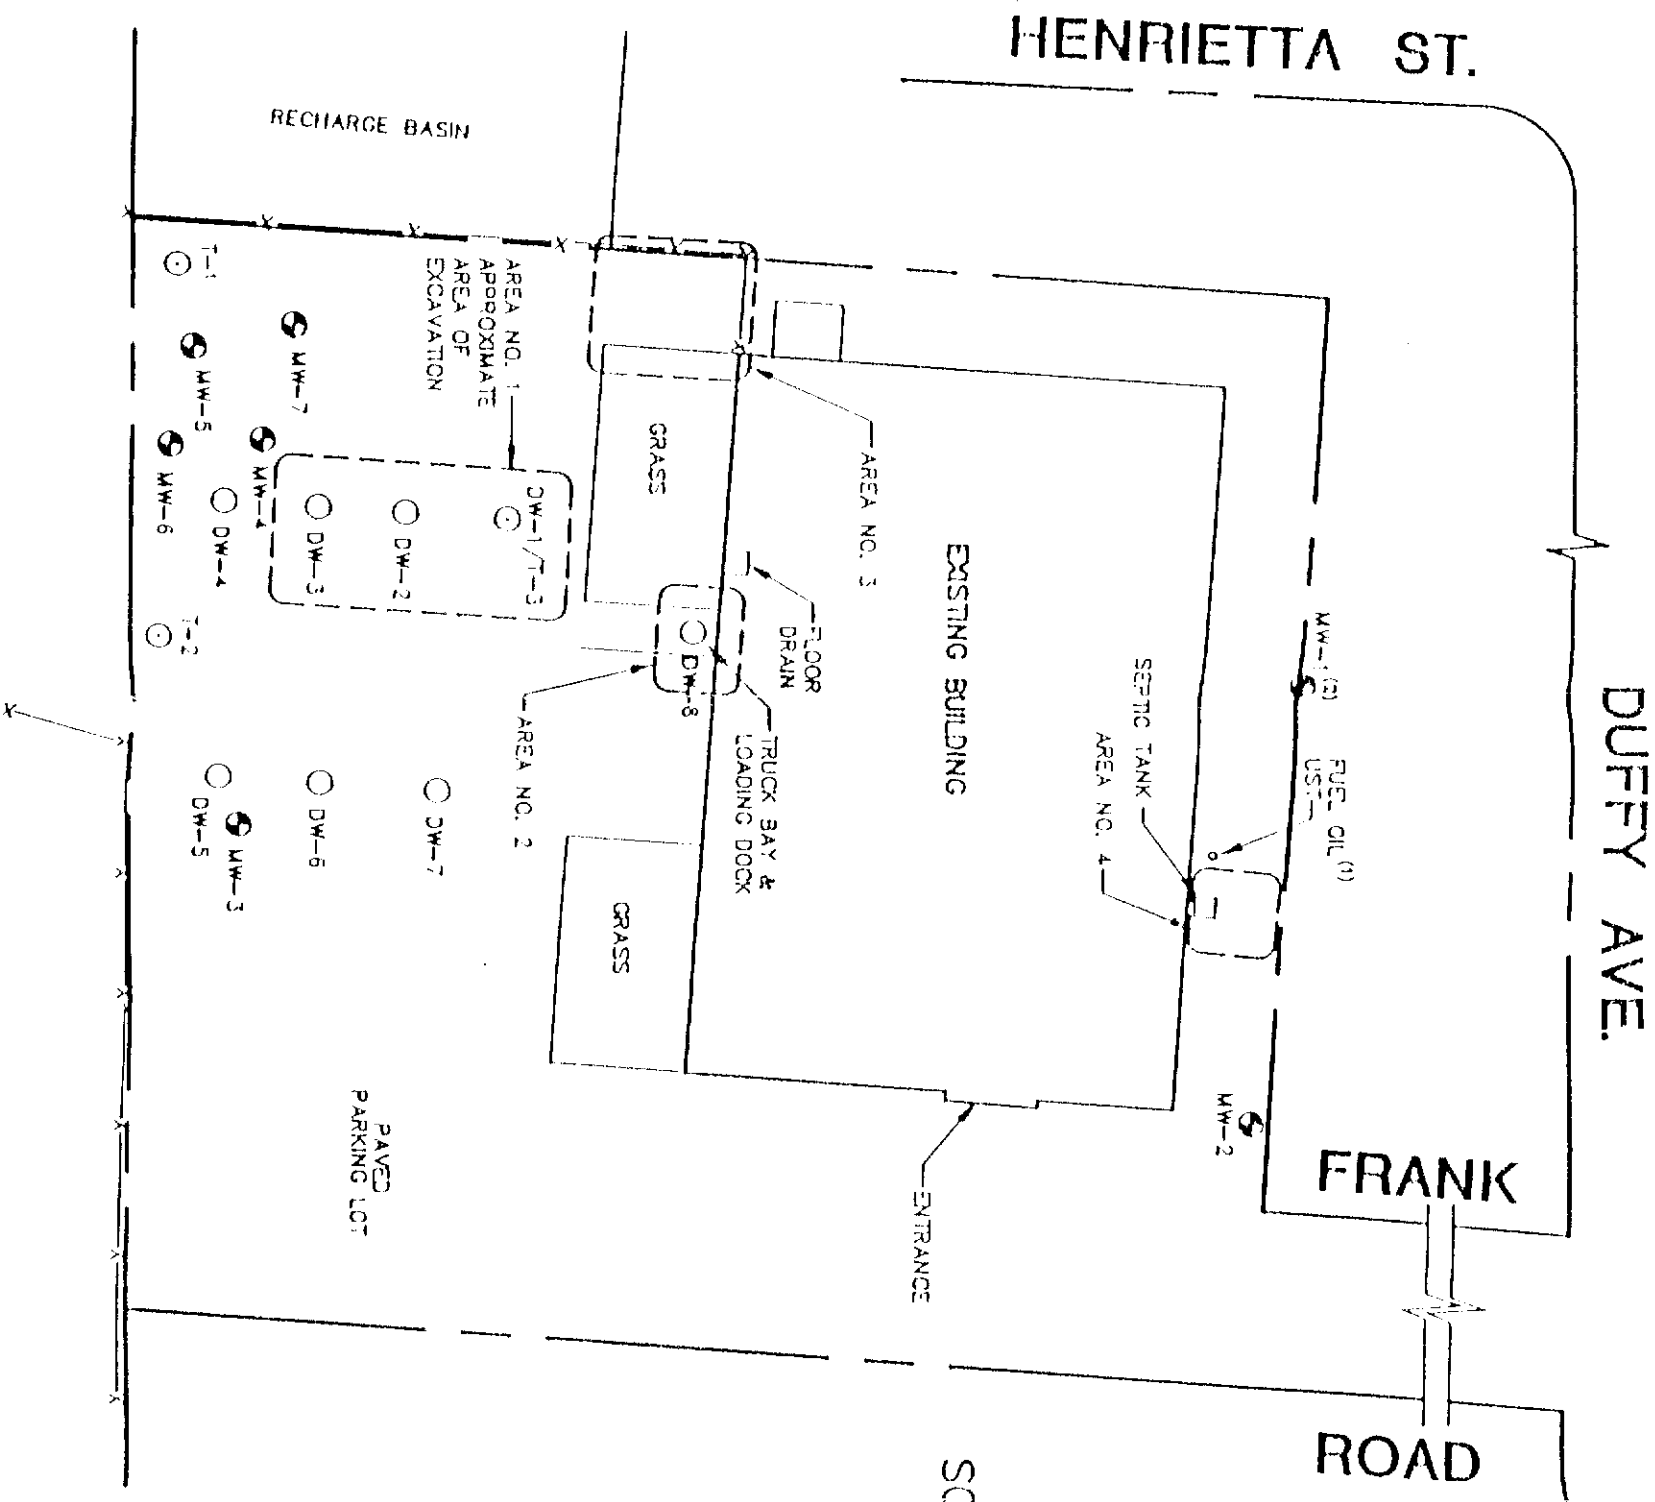 HENRIETTA ST.
DUFFY AVE.
FRANK
ROAD
RECHARGE BASIN
AREA NO. 1
APPROXIMATE
AREA OF
EXCAVATION
T-1
MW-7
MW-5
MW-4
MW-6
DW-4
DW-3
DW-2
DW-1/T-3
T-2
GRASS
AREA NO. 3
EXISTING BUILDING
FLOOR
DRAIN
DW-8
TRUCK BAY &
LOADING DOCK
AREA NO. 2
SEPTIC TANK
AREA NO. 4
MW-1(2)
FUEL OIL(1)
UST
DW-5
MW-3
DW-6
DW-7
GRASS
PAVED
PARKING LOT
ENTRANCE
MW-2
SC